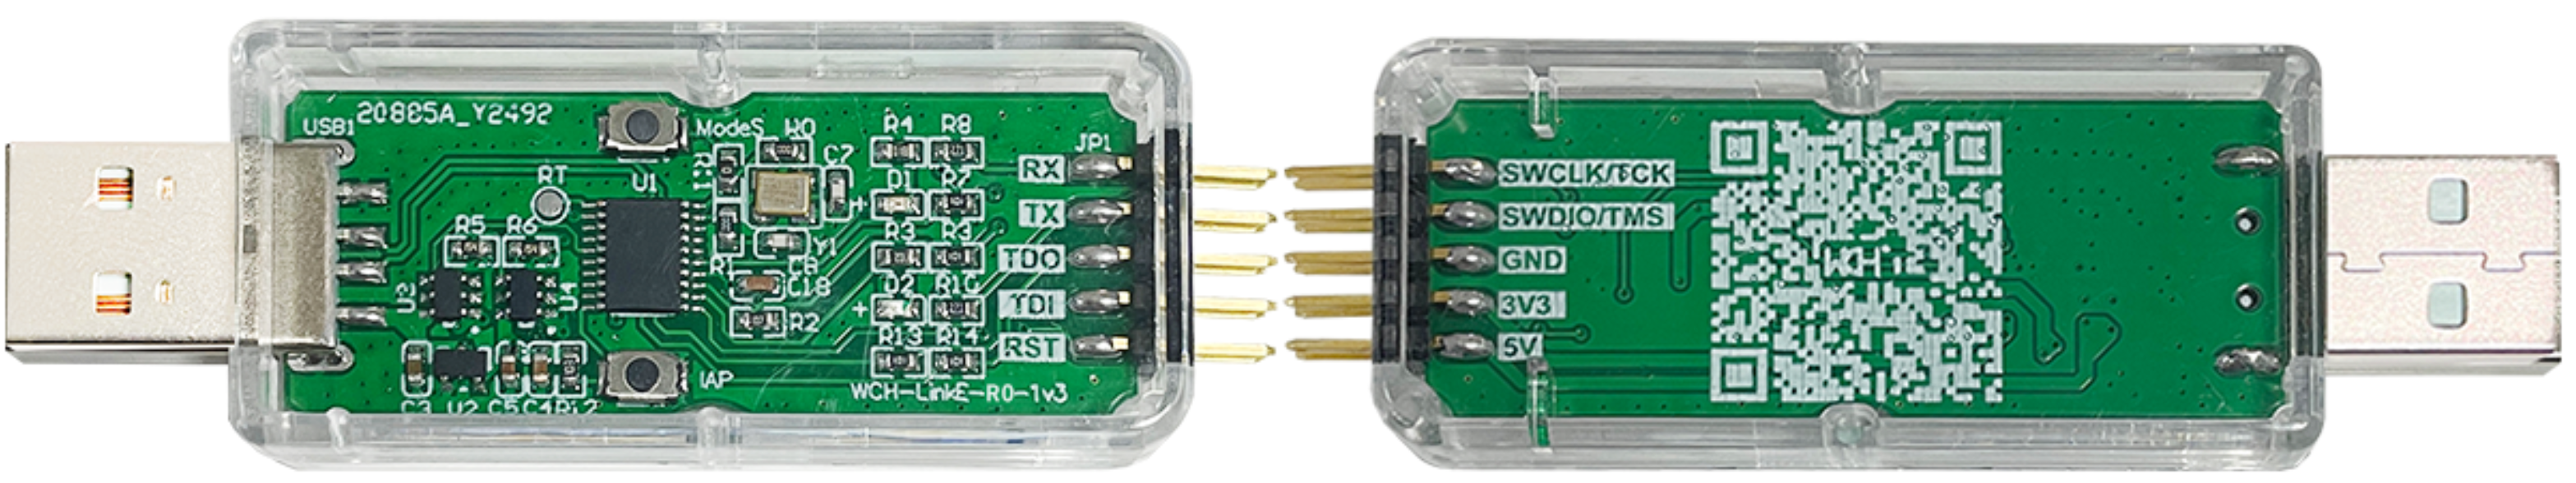 20885A_Y2492
USB1
ModeS
R0
R4
R8
JP1
C7
RX
RT
U1
R11
D1
R7
TX
R5
R6
Y1
R3
R3
TDO
R1
C8
C18
D2
R10
TDI
U3
U4
R2
R13
R14
RST
IAP
WCH-LinkE-R0-1v3
C3
U2
C5
C4
R12
SWCLK/TCK
SWDIO/TMS
GND
3V3
5V
WCH